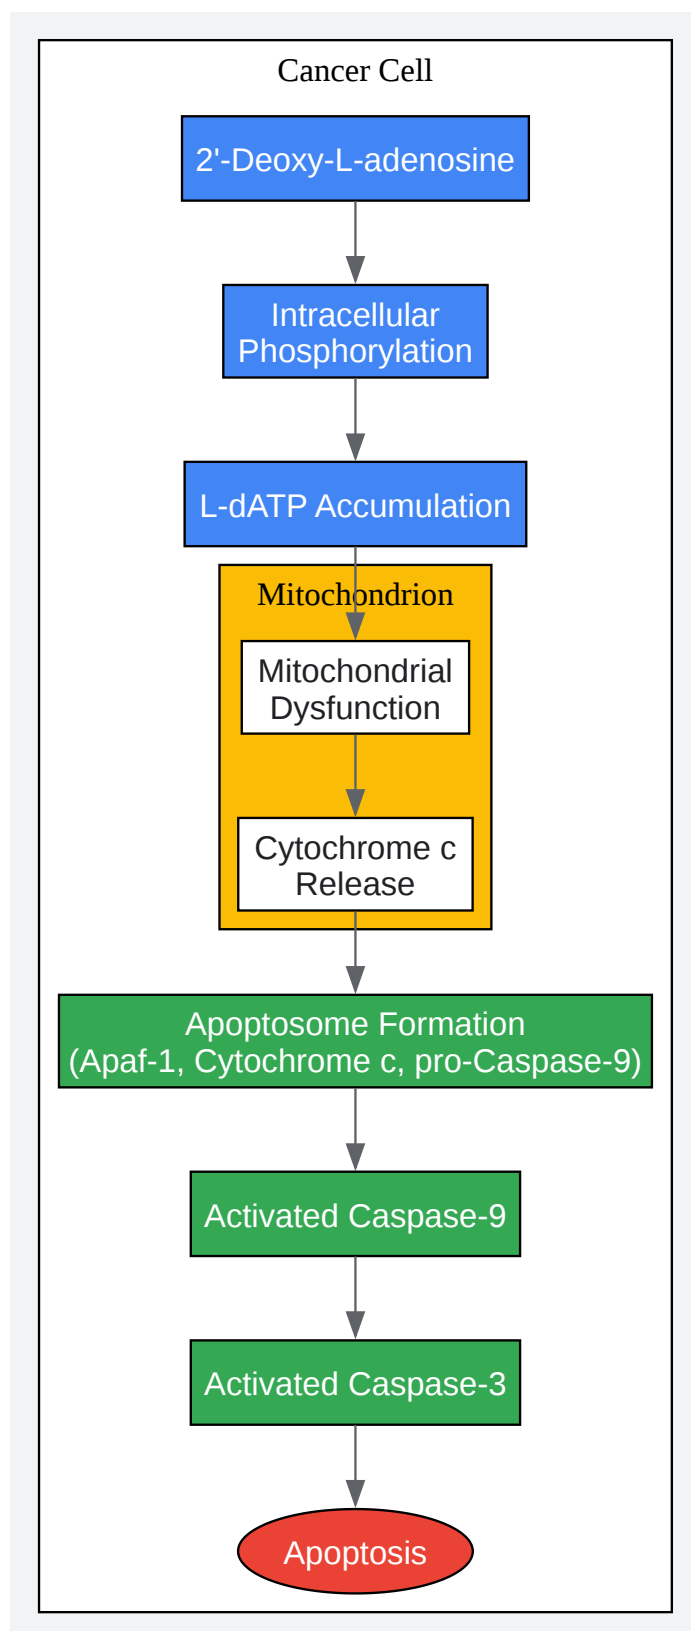 Cancer Cell
2'-Deoxy-L-adenosine
Intracellular
Phosphorylation
L-dATP Accumulation
Mitochondrion
Mitochondrial
Dysfunction
Cytochrome c
Release
Apoptosome Formation
(Apaf-1, Cytochrome c, pro-Caspase-9)
Activated Caspase-9
Activated Caspase-3
Apoptosis